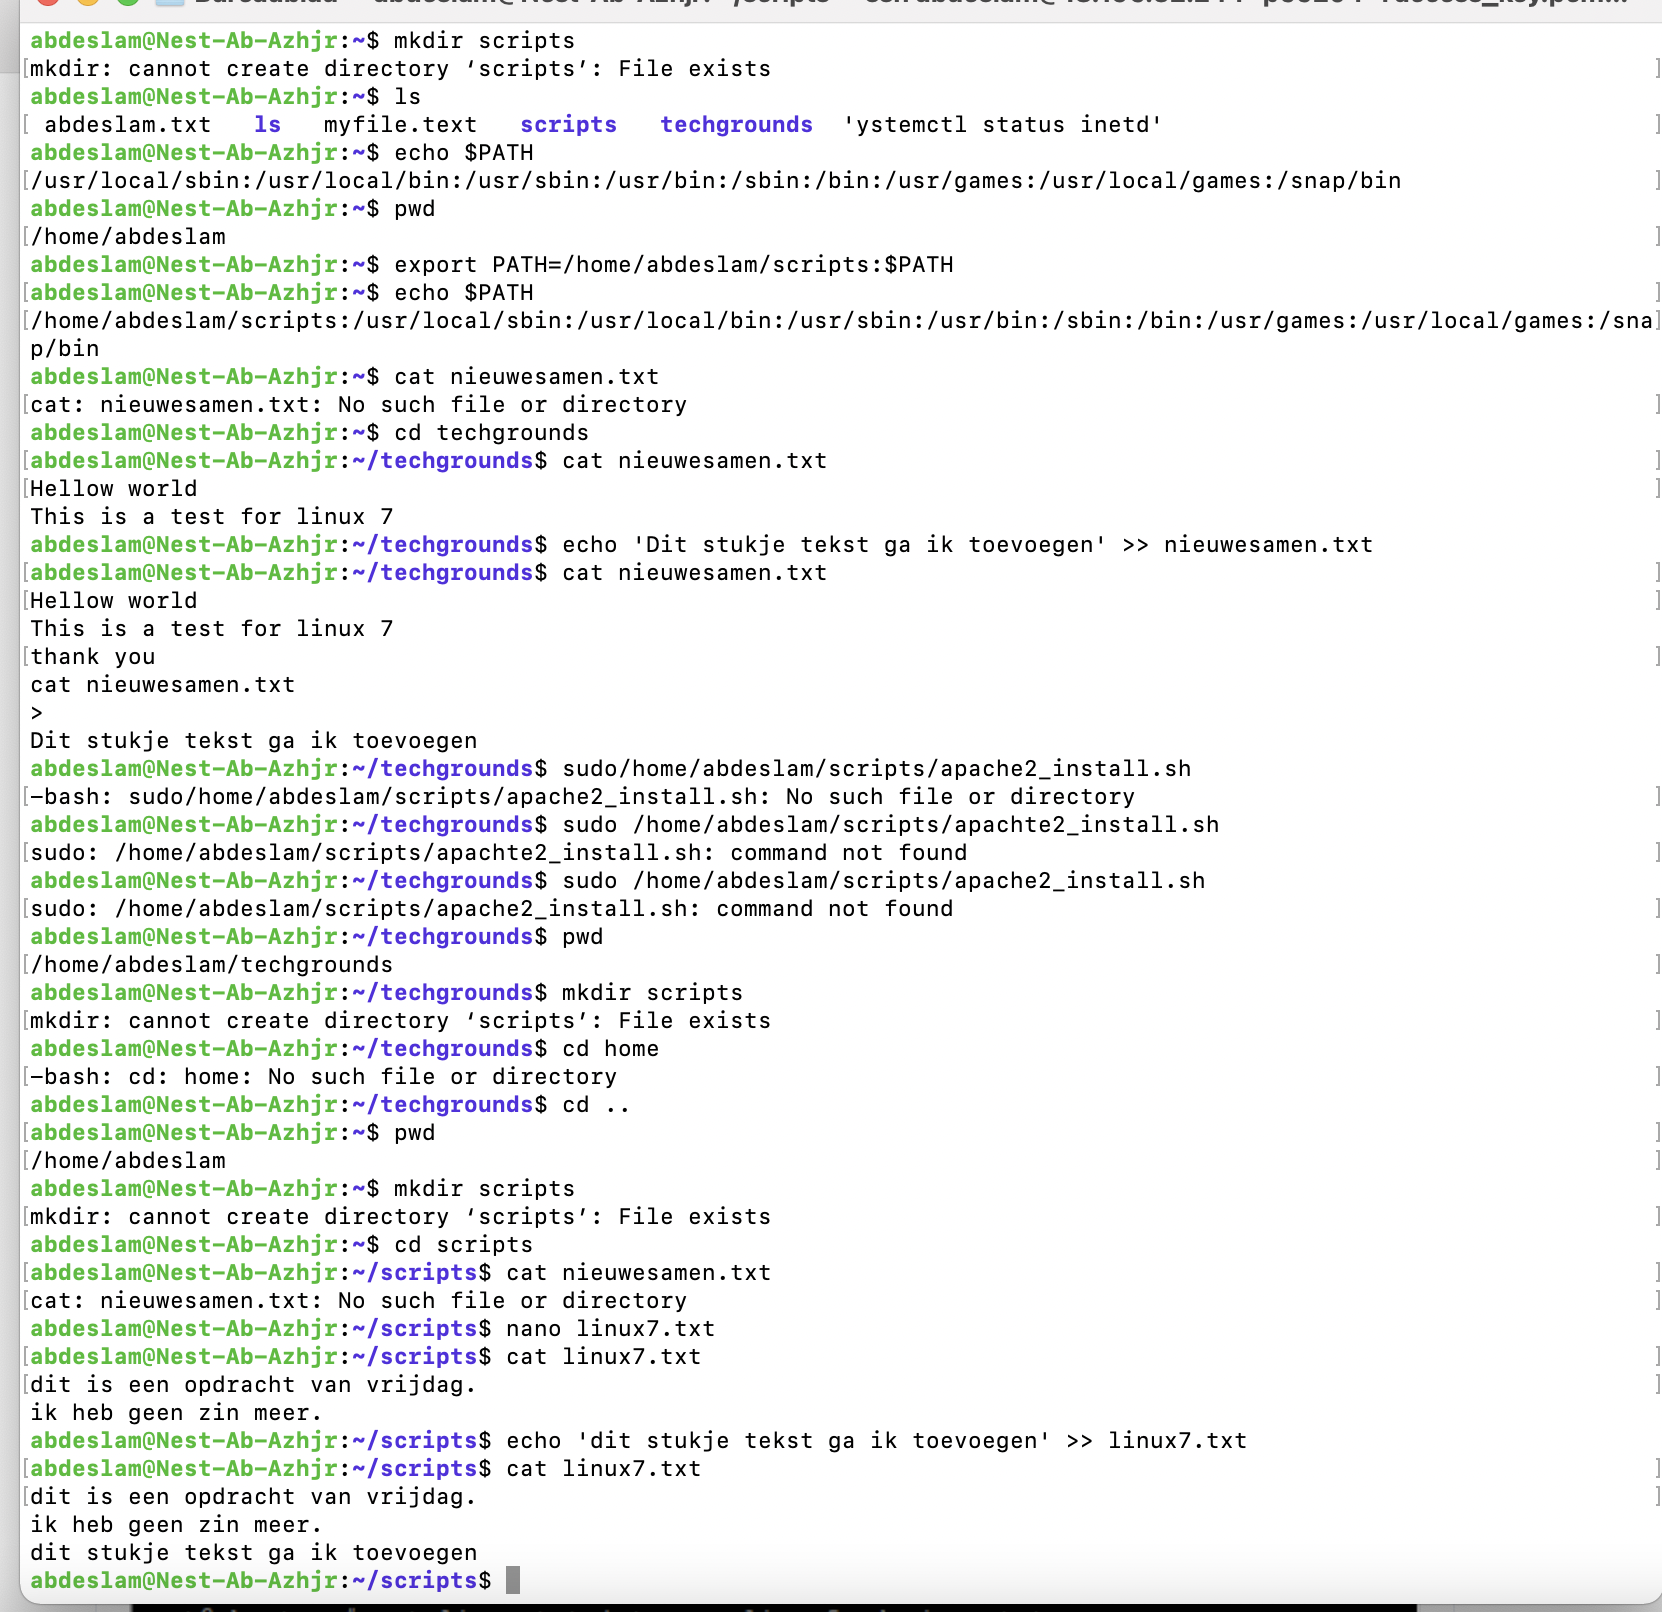 abdeslam@Nest-Ab-Azhjr:~$ mkdir scripts
mkdir: cannot create directory ‘scripts’: File exists
abdeslam@Nest-Ab-Azhjr:~$ ls
abdeslam.txt   ls   myfile.text   scripts   techgrounds  'ystemctl status inetd'
abdeslam@Nest-Ab-Azhjr:~$ echo $PATH
/usr/local/sbin:/usr/local/bin:/usr/sbin:/usr/bin:/sbin:/bin:/usr/games:/usr/local/games:/snap/bin
abdeslam@Nest-Ab-Azhjr:~$ pwd
/home/abdeslam
abdeslam@Nest-Ab-Azhjr:~$ export PATH=/home/abdeslam/scripts:$PATH
abdeslam@Nest-Ab-Azhjr:~$ echo $PATH
/home/abdeslam/scripts:/usr/local/sbin:/usr/local/bin:/usr/sbin:/usr/bin:/sbin:/bin:/usr/games:/usr/local/games:/sna
p/bin
abdeslam@Nest-Ab-Azhjr:~$ cat nieuwesamen.txt
cat: nieuwesamen.txt: No such file or directory
abdeslam@Nest-Ab-Azhjr:~$ cd techgrounds
abdeslam@Nest-Ab-Azhjr:~/techgrounds$ cat nieuwesamen.txt
Hellow world
This is a test for linux 7
abdeslam@Nest-Ab-Azhjr:~/techgrounds$ echo 'Dit stukje tekst ga ik toevoegen' >> nieuwesamen.txt
abdeslam@Nest-Ab-Azhjr:~/techgrounds$ cat nieuwesamen.txt
Hellow world
This is a test for linux 7
thank you
cat nieuwesamen.txt
>
Dit stukje tekst ga ik toevoegen
abdeslam@Nest-Ab-Azhjr:~/techgrounds$ sudo/home/abdeslam/scripts/apache2_install.sh
-bash: sudo/home/abdeslam/scripts/apache2_install.sh: No such file or directory
abdeslam@Nest-Ab-Azhjr:~/techgrounds$ sudo /home/abdeslam/scripts/apachte2_install.sh
sudo: /home/abdeslam/scripts/apachte2_install.sh: command not found
abdeslam@Nest-Ab-Azhjr:~/techgrounds$ sudo /home/abdeslam/scripts/apache2_install.sh
sudo: /home/abdeslam/scripts/apache2_install.sh: command not found
abdeslam@Nest-Ab-Azhjr:~/techgrounds$ pwd
/home/abdeslam/techgrounds
abdeslam@Nest-Ab-Azhjr:~/techgrounds$ mkdir scripts
mkdir: cannot create directory ‘scripts’: File exists
abdeslam@Nest-Ab-Azhjr:~/techgrounds$ cd home
-bash: cd: home: No such file or directory
abdeslam@Nest-Ab-Azhjr:~/techgrounds$ cd ..
abdeslam@Nest-Ab-Azhjr:~$ pwd
/home/abdeslam
abdeslam@Nest-Ab-Azhjr:~$ mkdir scripts
mkdir: cannot create directory ‘scripts’: File exists
abdeslam@Nest-Ab-Azhjr:~$ cd scripts
abdeslam@Nest-Ab-Azhjr:~/scripts$ cat nieuwesamen.txt
cat: nieuwesamen.txt: No such file or directory
abdeslam@Nest-Ab-Azhjr:~/scripts$ nano linux7.txt
abdeslam@Nest-Ab-Azhjr:~/scripts$ cat linux7.txt
dit is een opdracht van vrijdag.
ik heb geen zin meer.
abdeslam@Nest-Ab-Azhjr:~/scripts$ echo 'dit stukje tekst ga ik toevoegen' >> linux7.txt
abdeslam@Nest-Ab-Azhjr:~/scripts$ cat linux7.txt
dit is een opdracht van vrijdag.
ik heb geen zin meer.
dit stukje tekst ga ik toevoegen
abdeslam@Nest-Ab-Azhjr:~/scripts$